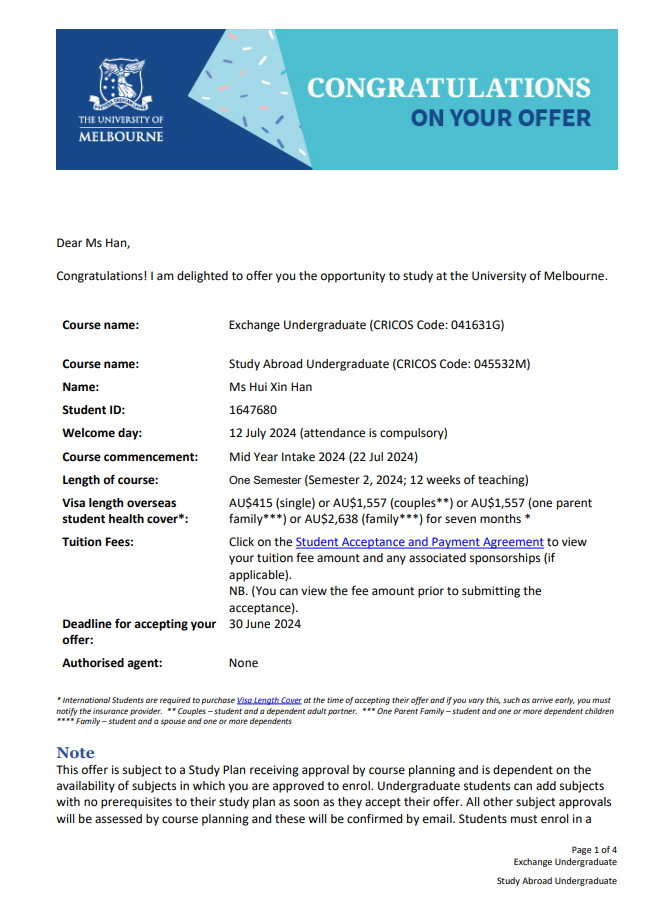 CONGRATULATIONS
ON YOUR OFFER
THE UNIVERSITY OF
MELBOURNE
Dear Ms Han,
Congratulations! I am delighted to offer you the opportunity to study at the University of Melbourne.
Course name: Exchange Undergraduate (CRICOS Code: 041631G)
Course name: Study Abroad Undergraduate (CRICOS Code: 045532M)
Name: Ms Hui Xin Han
Student ID: 1647680
Welcome day: 12 July 2024 (attendance is compulsory)
Course commencement: Mid Year Intake 2024 (22 Jul 2024)
Length of course: One Semester (Semester 2, 2024; 12 weeks of teaching)
Visa length overseas AU$415 (single) or AU$1,557 (couples**) or AU$1,557 (one parent
student health cover*: family***) or AU$2,638 (family***) for seven months *
Tuition Fees: Click on the Student Acceptance and Payment Agreement to view
your tuition fee amount and any associated sponsorships (if
applicable).
NB. (You can view the fee amount prior to submitting the
acceptance).
Deadline for accepting your 30 June 2024
offer:
Authorised agent: None
* International Students are required to purchase Visa Length Cover at the time of accepting their offer and if you vary this, such as arrive early, you must
notify the insurance provider. ** Couples – student and a dependent adult partner. *** One Parent Family – student and one or more dependent children
**** Family – student and a spouse and one or more dependents
Note
This offer is subject to a Study Plan receiving approval by course planning and is dependent on the
availability of subjects in which you are approved to enrol. Undergraduate students can add subjects
with no prerequisites to their study plan as soon as they accept their offer. All other subject approvals
will be assessed by course planning and these will be confirmed by email. Students must enrol in a
Page 1 of 4
Exchange Undergraduate
Study Abroad Undergraduate